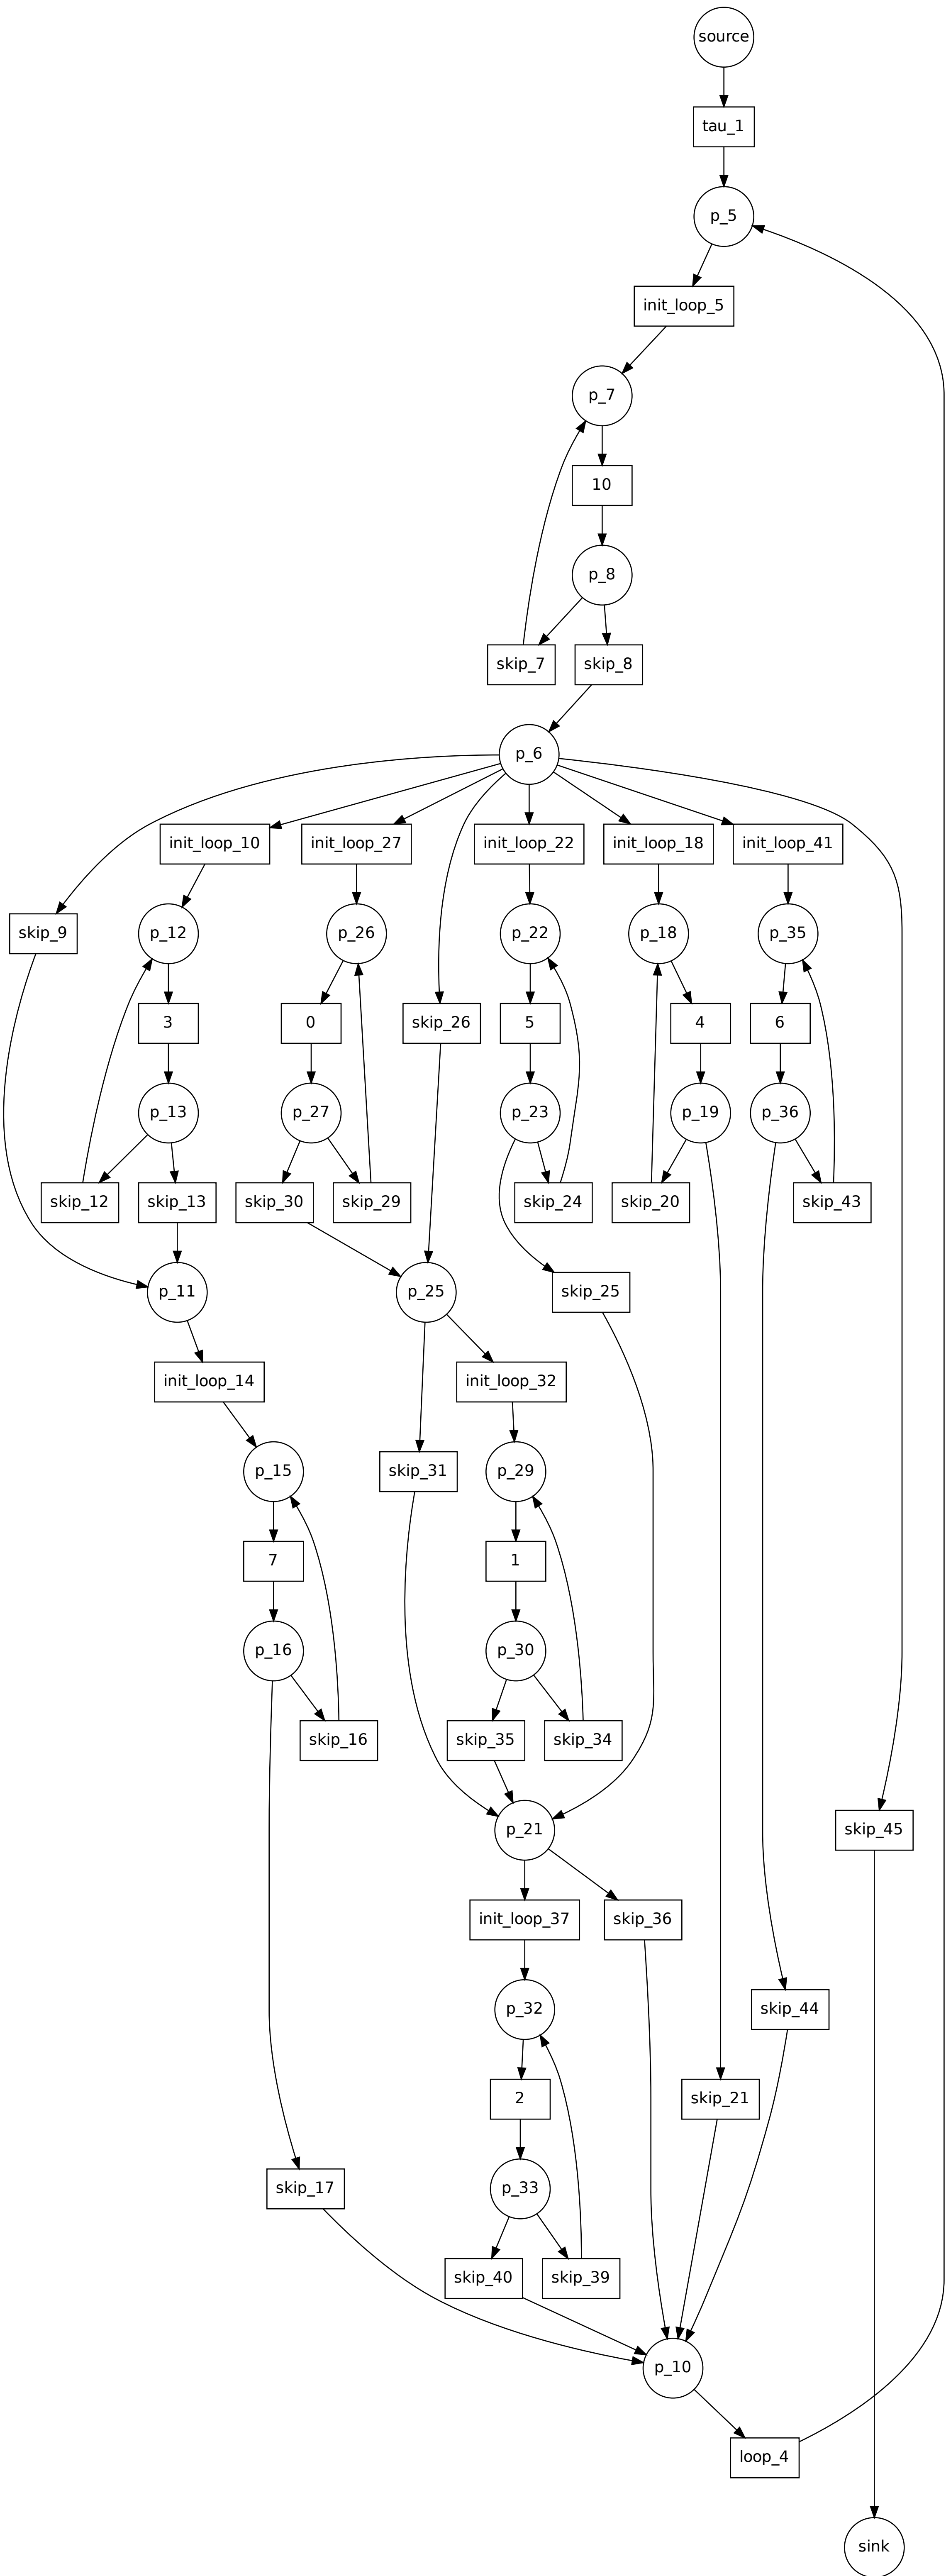 source
tau_1
p_5
init_loop_5
p_7
10
p_8
skip_7 skip_8
p_6
init_loop_10 init_loop_27 init_loop_22 init_loop_18 init_loop_41
skip_9 p_12 p_26 p_22 p_18 p_35
3 0 skip_26 5 4 6
p_13 p_27 p_23 p_19 p_36
skip_12 skip_13 skip_30 skip_29 skip_24 skip_20 skip_43
p_11 p_25 skip_25
init_loop_14 init_loop_32
p_15 skip_31 p_29
7 1
p_16 p_30
skip_16 skip_35 skip_34
p_21 skip_45
init_loop_37 skip_36
p_32 skip_44
2 skip_21
skip_17 p_33
skip_40 skip_39
p_10
loop_4
sink